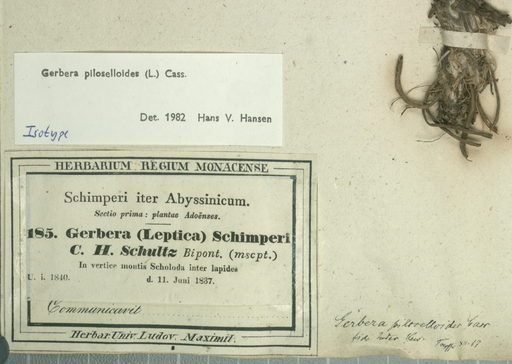 Gerbera piloselloides (L.) Cass.
Det. 1982 Hans V. Hansen
Isotype
HERBARIUM REGIUM MONACENSE
Schimperi iter Abyssinicum.
Sectio prima: plantae Adoënses.
185. Gerbera (Leptica) Schimperi
C. H. Schultz Bipont. (mscpt.)
In vertice montis Scholoda inter lapides
U. i. 1840. d. 11. Juni 1837.
Communicavit
Herbar. Univ. Ludov. Maximil.
Gerbera piloselloides Cass